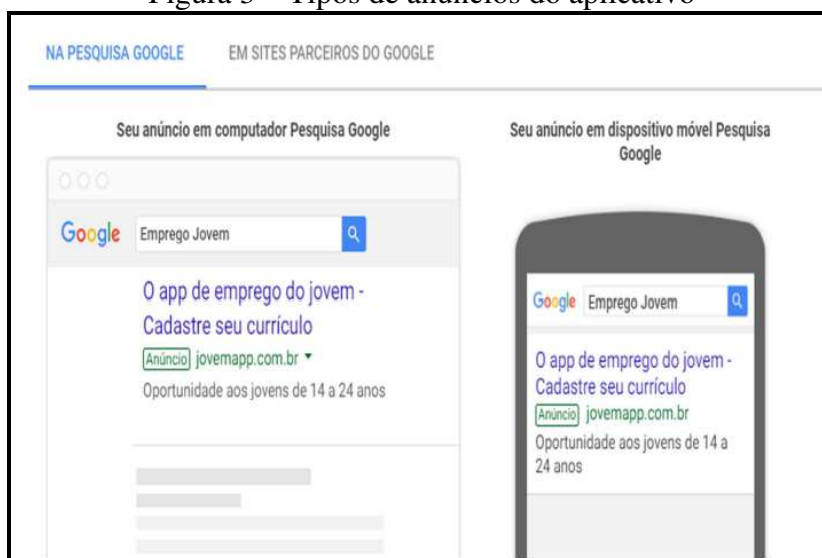 Figura 3 – Tipos de anúncios do aplicativo
NA PESQUISA GOOGLE EM SITES PARCEIROS DO GOOGLE
Seu anúncio em computador Pesquisa Google
Google Emprego Jovem
O app de emprego do jovem -
Cadastre seu currículo
Anúncio jovemapp.com.br
Oportunidade aos jovens de 14 a 24 anos
Seu anúncio em dispositivo móvel Pesquisa
Google
Google Emprego Jovem
O app de emprego do jovem -
Cadastre seu currículo
Anúncio jovemapp.com.br
Oportunidade aos jovens de 14 a
24 anos